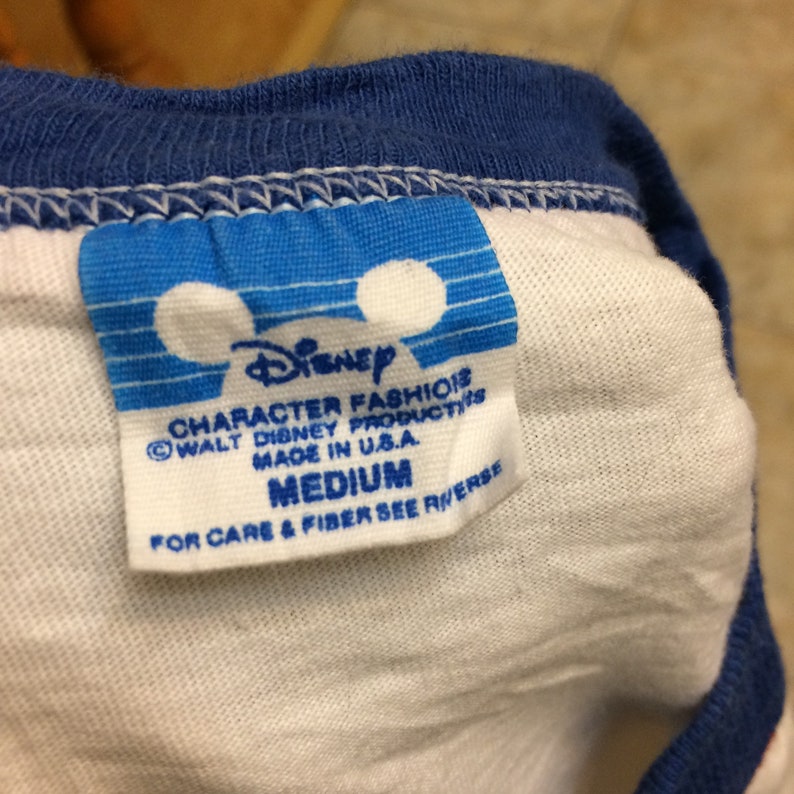 Disney
CHARACTER FASHIONS
©WALT DISNEY PRODUCTIONS
MADE IN U.S.A.
MEDIUM
FOR CARE & FIBER SEE REVERSE